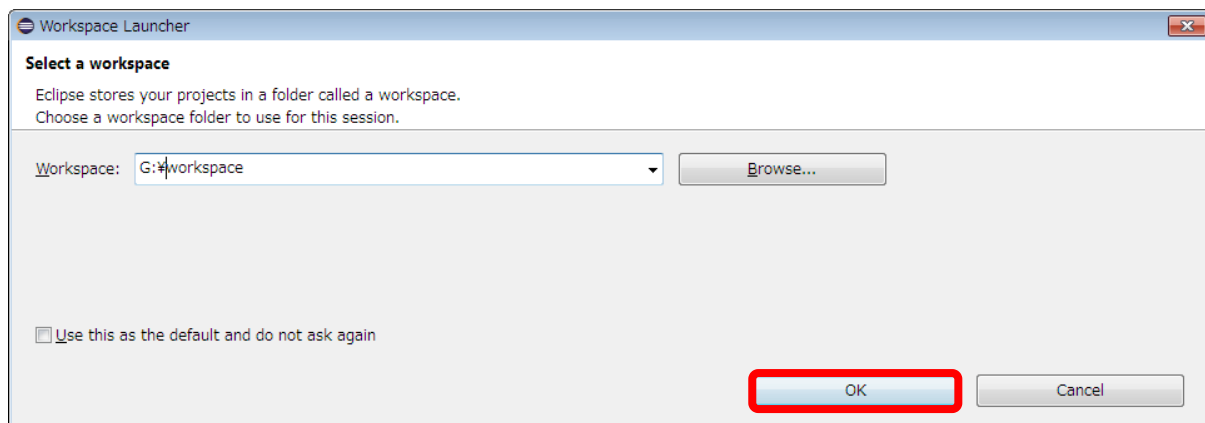 Workspace Launcher
Select a workspace
Eclipse stores your projects in a folder called a workspace.
Choose a workspace folder to use for this session.
Workspace: G:¥workspace Browse...
Use this as the default and do not ask again
OK Cancel